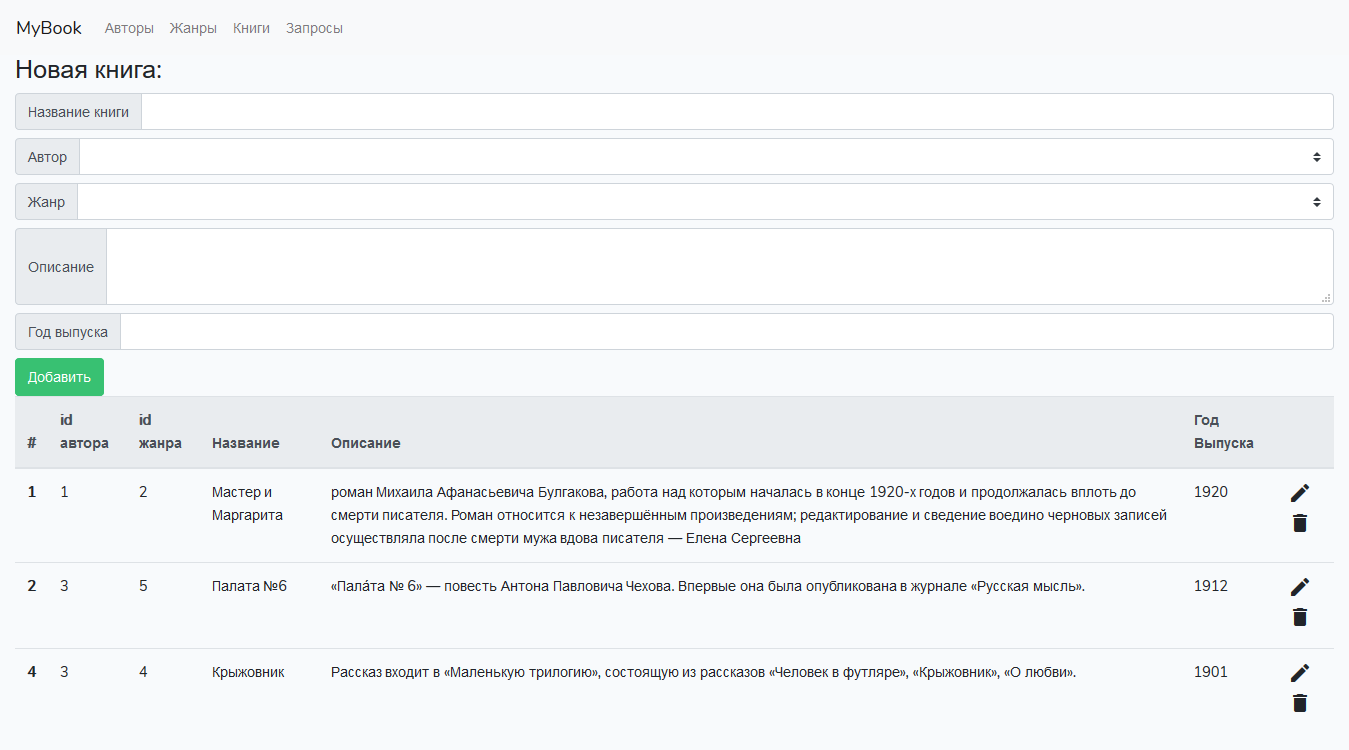 MyBook Авторы Жанры Книги Запросы
Новая книга:
Название книги
Автор
Жанр
Описание
Год выпуска
Добавить
# id автора id жанра Название Описание Год Выпуска
1 1 2 Мастер и Маргарита роман Михаила Афанасьевича Булгакова, работа над которым началась в конце 1920-х годов и продолжалась вплоть до 1920
смерти писателя. Роман относится к незавершённым произведениям; редактирование и сведение воедино черновых записей
осуществляла после смерти мужа вдова писателя — Елена Сергеевна
2 3 5 Палата №6 «Пала́та № 6» — повесть Антона Павловича Чехова. Впервые она была опубликована в журнале «Русская мысль». 1912
4 3 4 Крыжовник Рассказ входит в «Маленькую трилогию», состоящую из рассказов «Человек в футляре», «Крыжовник», «О любви». 1901